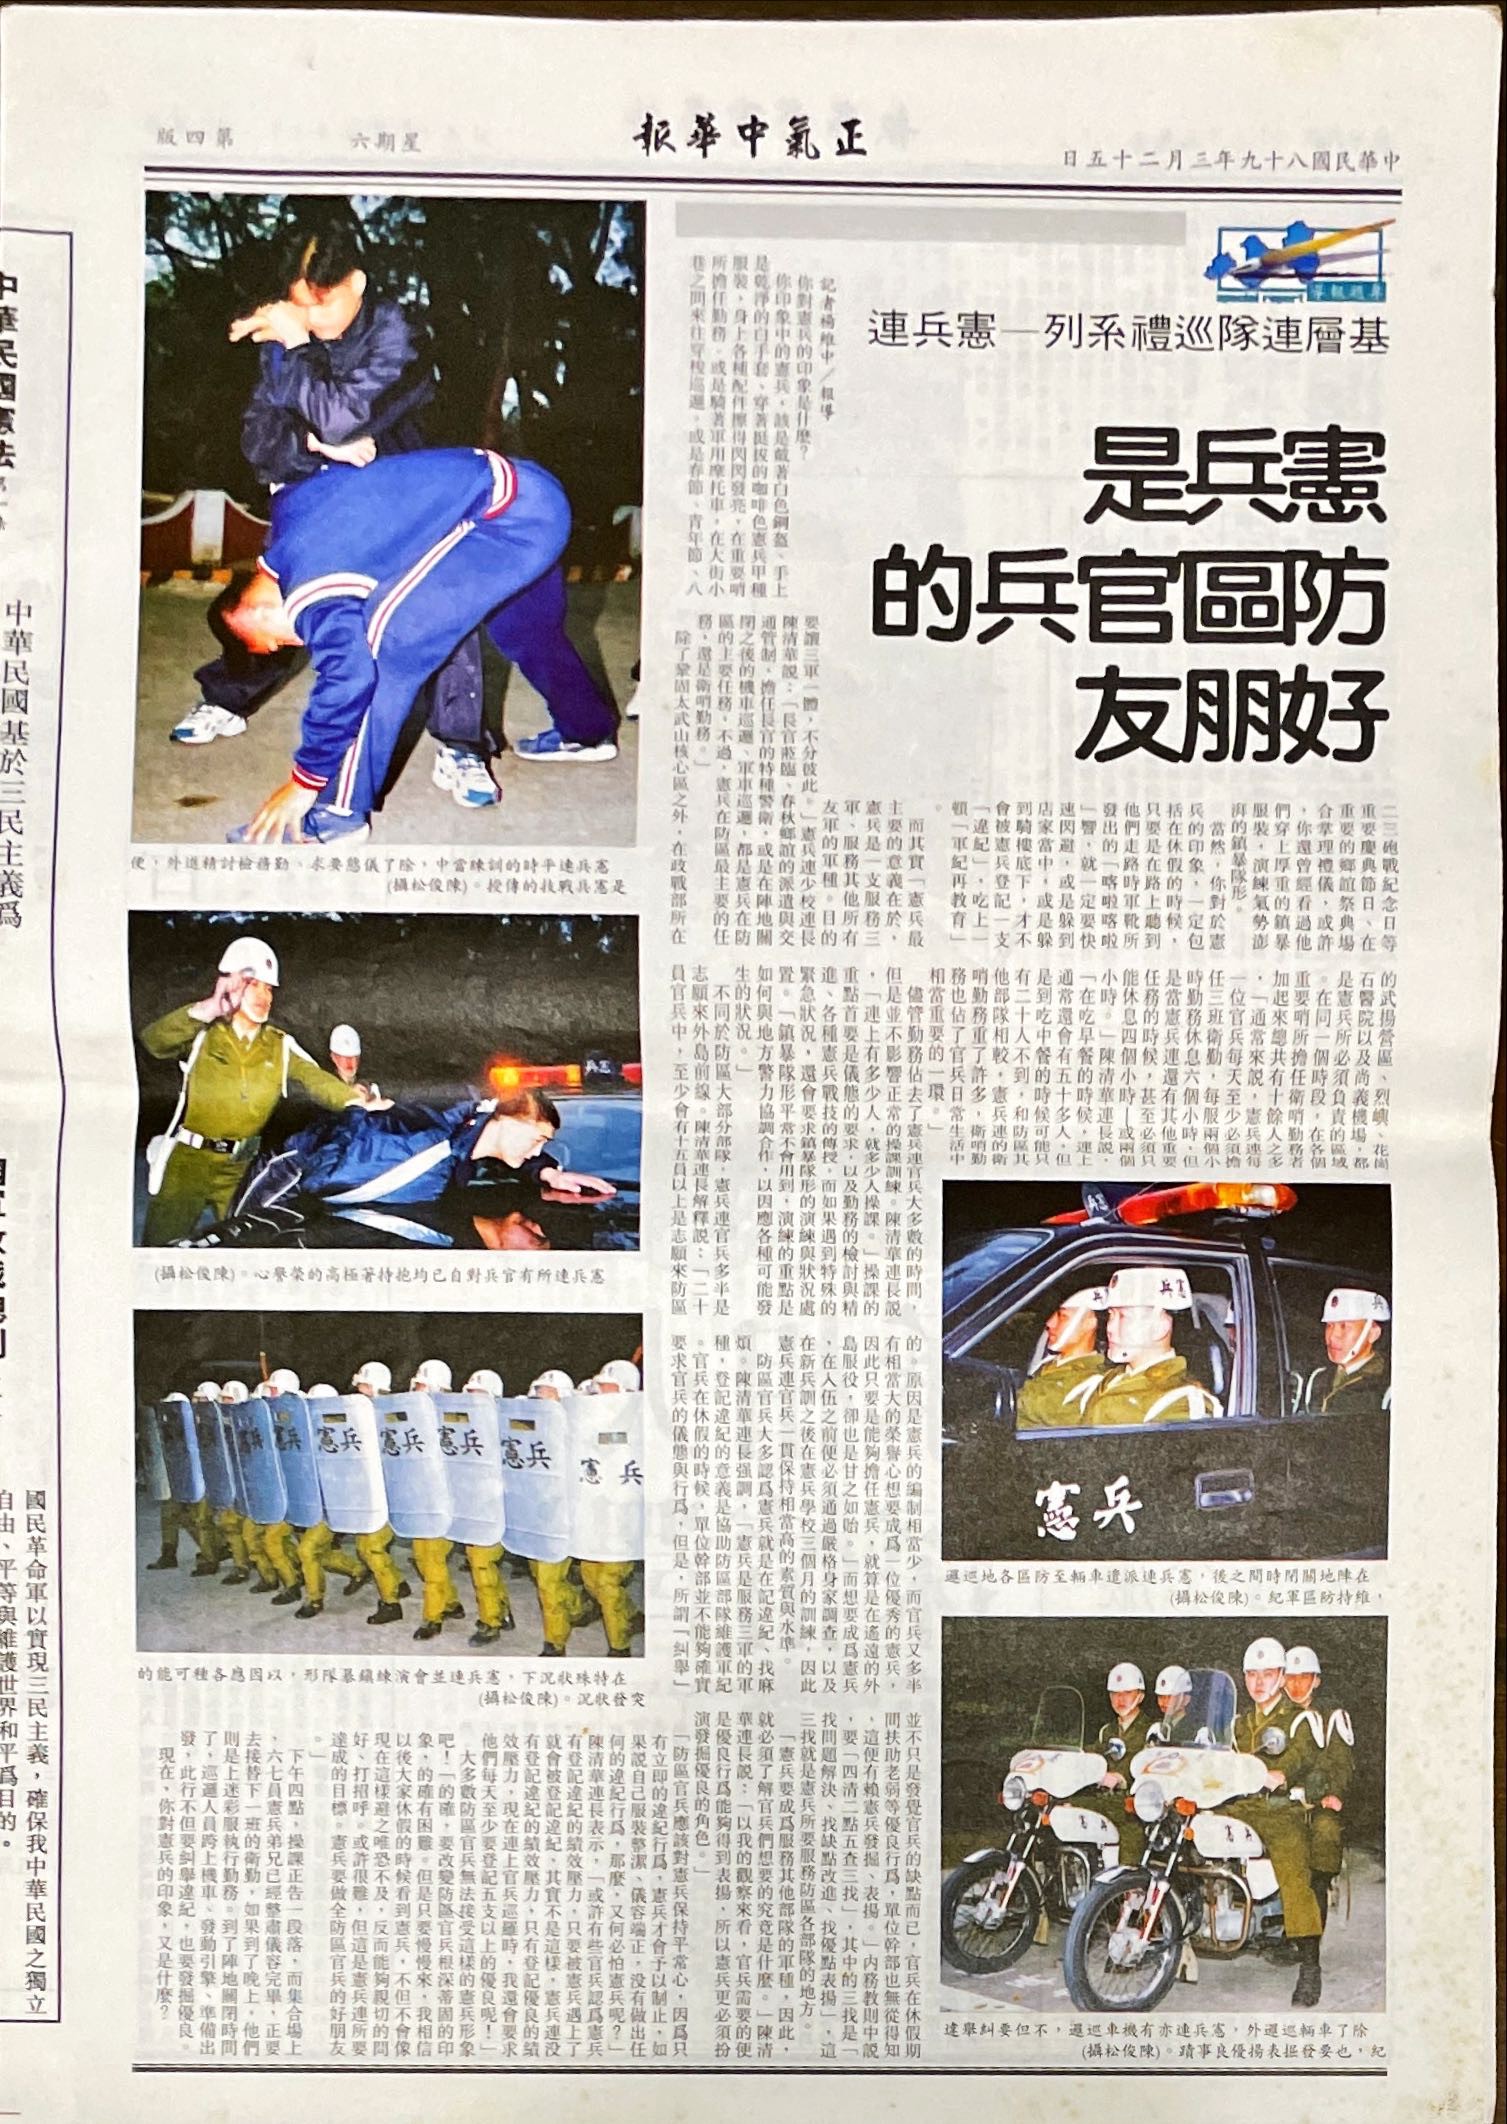 中華民國八十九年三月二十五日
正氣中華報
星期六
第四版
專題報導
基層連隊巡禮系列—憲兵連
憲兵是
防區官兵的
好朋友
記者楊維中/報導
你對憲兵的印象是什麼?
你印象中的憲兵,該是戴著白色鋼盔、手上
是乾淨的白手套、穿著挺拔的咖啡色憲兵甲種
服裝,身上各種配件擦得閃閃發亮,在重要哨
所擔任勤務。或是騎著軍用摩托車,在大街小
巷之間來往穿梭巡邏。或是春節、青年節、八
二三砲戰紀念日等
重要慶典節日、在
重要的鄉誼祭典場
合掌理禮儀,或許
,你還曾經看過他
們穿上厚重的鎮暴
服裝,演練氣勢澎
湃的鎮暴隊形。
當然,你對於憲
兵的印象,一定包
括在休假的時候,
只要是在路上聽到
他們走路時軍靴所
發出的「喀啦喀啦
」響,就一定要快
速閃避,或是躲到
店家當中,或是躲
到騎樓底下,才不
會被憲兵登記一支
「違紀」,吃上一
頓「軍紀再教育」
。
而其實「憲兵最
主要的意義在於,
憲兵是一支服務三
軍、服務其他所有
友軍的軍種。目的
要讓三軍一體,不分彼此。」憲兵連少校連長
陳清華說:「長官蒞臨、春秋鄉誼的派遣與交
通管制,擔任長官的特種警衛,或是在陣地關
閉之後的機車巡邏、軍車巡邏,都是憲兵在防
區的主要任務,不過,憲兵在防區最主要的任
務,還是衛哨勤務。」
除了鞏固太武山核心區之外,在政戰部所在
的武揚營區、烈嶼、花崗
石醫院以及尚義機場,都
是憲兵所必須負責的區域
。在同一個時段,在各個
重要哨所擔任衛哨勤務者
加起來總共有十餘人之多
,「通常來說,憲兵連每
一位官兵每天至少必須擔
任三班衛勤,每服兩個小
時勤務休息六個小時,但
是當憲兵連還有其他重要
任務的時候,甚至必須只
能休息四個小時—或兩個
小時。」陳清華連長說,
「在吃早餐的時候,連上
通常還會有五十多人。但
是到吃中餐的時候可能只
有二十人不到,和防區其
他部隊相較,憲兵連的衛
哨勤務重了許多,衛哨勤
務也佔了官兵日常生活中
相當重要的一環。」
儘管勤務佔去了憲兵連官兵大多數的時間,
但是並不影響正常的操課訓練。陳清華連長說
,「連上有多少人,就多少人操課。」操課的
重點首要是儀態的要求,以及勤務的檢討與精
進、各種憲兵戰技的傳授,而如果遇到特殊的
緊急狀況,還會要求鎮暴隊形的演練與狀況處
置。「鎮暴隊形平常不會用到,演練的重點是
如何與地方警力協調合作,以因應各種可能發
生的狀況。」
不同於防區大部分部隊,憲兵連官兵多半是
志願來外島前線。陳清華連長解釋說:「二十
員官兵中,至少會有十五員以上是志願來防區
的。原因是憲兵的編制相當少,而官兵又多半
有相當大的榮譽心想要成為一位優秀的憲兵,
因此只要是能夠擔任憲兵,就算是在遙遠的外
島服役,卻也是甘之如飴。」而想要成為憲兵
,在入伍之前便必須通過嚴格身家調查,以及
在新兵訓之後在憲兵學校三個月的訓練,因此
憲兵連官兵一貫保持相當高的素質與水準。
防區官兵大多認為憲兵就是在記違紀、找麻
煩。陳清華連長強調,「憲兵是服務三軍的軍
種,登記違紀的意義是協助防區部隊維護軍紀
。官兵在休假的時候,單位幹部並不能夠確實
要求官兵的儀態與行為,但是,所謂「糾舉」
並不只是發覺官兵的缺點而已,官兵在休假期
間扶助老弱等優良行為,單位幹部也無從得知
,這便有賴憲兵發掘、表揚。」內務教則中說
,要「四清二點五查三找」,其中的三找是「
找問題解決、找缺點改進、找優點表揚」,這
三找就是憲兵所要服務防區各部隊的地方。
「憲兵要成為服務其他部隊的軍種,因此,
就必須了解官兵們想要的究竟是什麼。」陳清
華連長說:「以我的觀察來看,官兵需要的便
是優良行為能夠得到表揚,所以憲兵更必須扮
演發掘優良的角色。」
「防區官兵應該對憲兵保持平常心,因為只
有立即的違紀行為,憲兵才會予以制止,如
果說自己服裝整潔、儀容端正,沒有做出任
何的違紀行為,那麼,又何必怕憲兵呢?」
陳清華連長表示,「或許有些官兵認為憲兵
有登記違紀的績效壓力,只要被憲兵遇上了
就會被登記違紀。其實不是這樣,憲兵連沒
有登記違紀的績效壓力,只有登記優良的績
效壓力,現在連上官兵巡邏時,我還會要求
他們每天至少要登記五支以上的優良呢!」
大多數防區官兵無法接受這樣的憲兵形象
吧!「的確,要改變防區官兵根深蒂固的印
象,的確有困難。但是只要慢慢來,我相信
以後大家休假的時候看到憲兵,不但不會像
現在這樣避之唯恐不及,反而能夠親切的問
好、打招呼。或許很難,但這是憲兵連所要
達成的目標。憲兵要做全防區官兵的好朋友
。」
下午四點,操課正告一段落,而集合場上
,六七員憲兵弟兄已經整肅儀容完畢,正要
去接替下一班的衛勤,如果到了晚上,他們
則是上迷彩服執行勤務。到了陣地關閉時間
了,巡邏人員跨上機車、發動引擎、準備出
發,此行不但要糾舉違紀,也要發掘優良。
現在,你對憲兵的印象,又是什麼?
憲兵連平時的訓練當中,除了儀態要求、勤務檢討精進外,便
是憲兵戰技的傳授。(陳俊松攝)
憲兵
憲兵連所有官兵對自已均抱持著極高的榮譽心。(陳俊松攝)
憲兵
憲兵
憲兵
憲兵
憲兵
憲兵
在特殊狀況下,憲兵連並會演練鎮暴隊形,以因應各種可能的
突發狀況。(陳俊松攝)
憲兵
憲兵
在陣地關閉時間之後,憲兵連派遣車輛至防區各地巡邏
,維持防區軍紀。(陳俊松攝)
憲兵
除了車輛巡邏外,憲兵連亦有機車巡邏,不但要糾舉違
紀,也要發掘表揚優良事蹟。(陳俊松攝)
中華民國憲法
中華民國基於三民主義為
國民革命軍以實現三民主義,確保我中華民國之獨立
自由、平等與維護世界和平為目的。